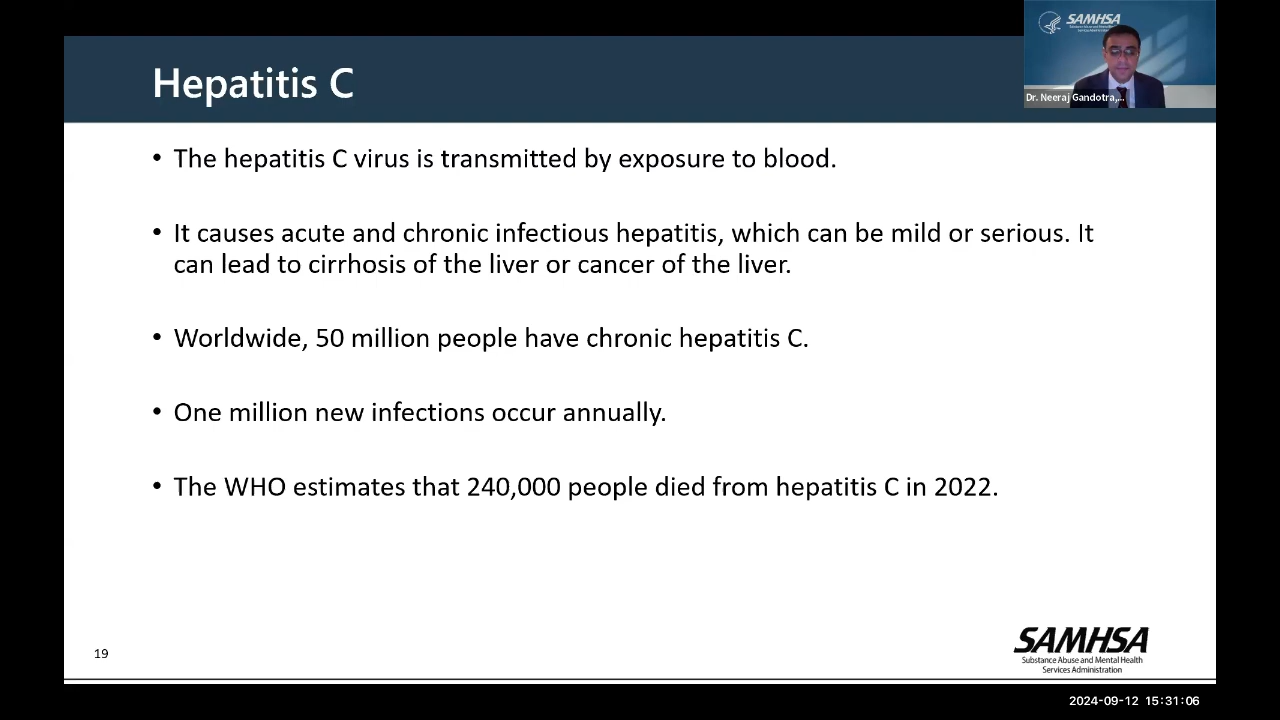 SAMHSA
Dr. Neeraj Gandotra,...
Hepatitis C
• The hepatitis C virus is transmitted by exposure to blood.
• It causes acute and chronic infectious hepatitis, which can be mild or serious. It
can lead to cirrhosis of the liver or cancer of the liver.
• Worldwide, 50 million people have chronic hepatitis C.
• One million new infections occur annually.
• The WHO estimates that 240,000 people died from hepatitis C in 2022.
19
SAMHSA
Substance Abuse and Mental Health
Services Administration
2024-09-12 15:31:06